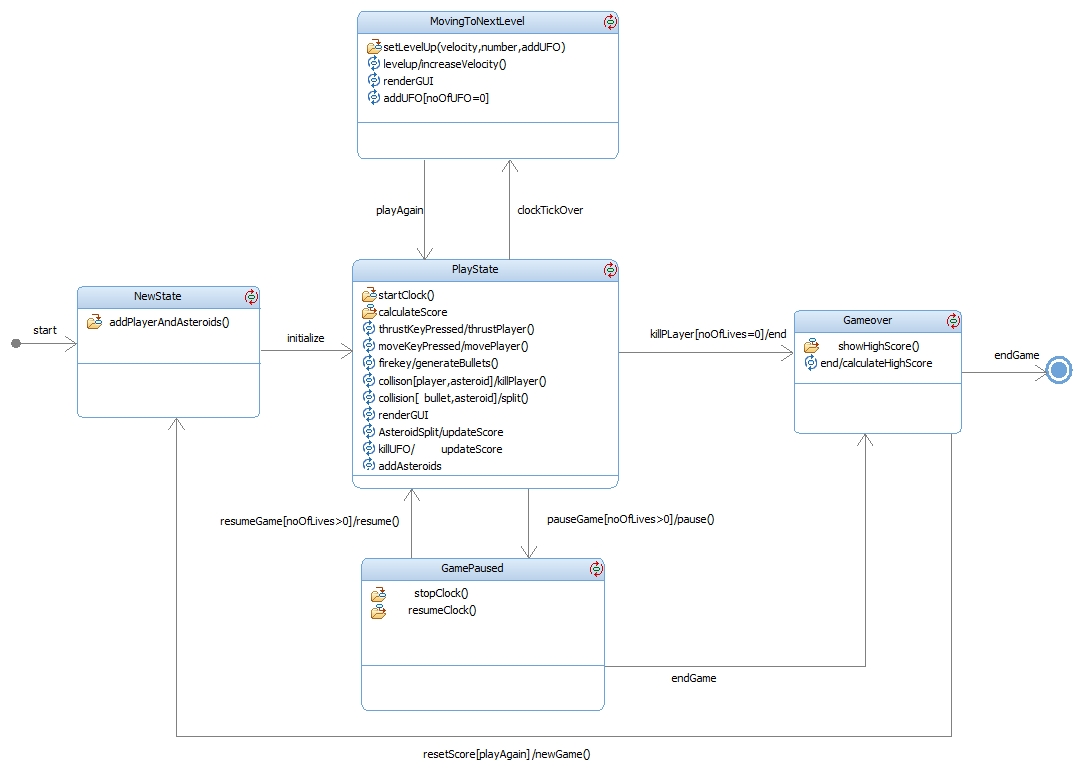 MovingToNextLevel
setLevelUp(velocity,number,addUFO)
levelup/increaseVelocity()
renderGUI
addUFO[noOfUFO=0]
playAgain
clockTickOver
PlayState
startClock()
calculateScore
thrustKeyPressed/thrustPlayer()
moveKeyPressed/movePlayer()
firekey/generateBullets()
collison[player,asteroid]/killPlayer()
collision[ bullet,asteroid]/split()
renderGUI
AsteroidSplit/updateScore
killUFO/ updateScore
addAsteroids
NewState
addPlayerAndAsteroids()
start
initialize
killPLayer[noOfLives=0]/end
Gameover
showHighScore()
end/calculateHighScore
endGame
resumeGame[noOfLives>0]/resume()
pauseGame[noOfLives>0]/pause()
GamePaused
stopClock()
resumeClock()
endGame
resetScore[playAgain]/newGame()